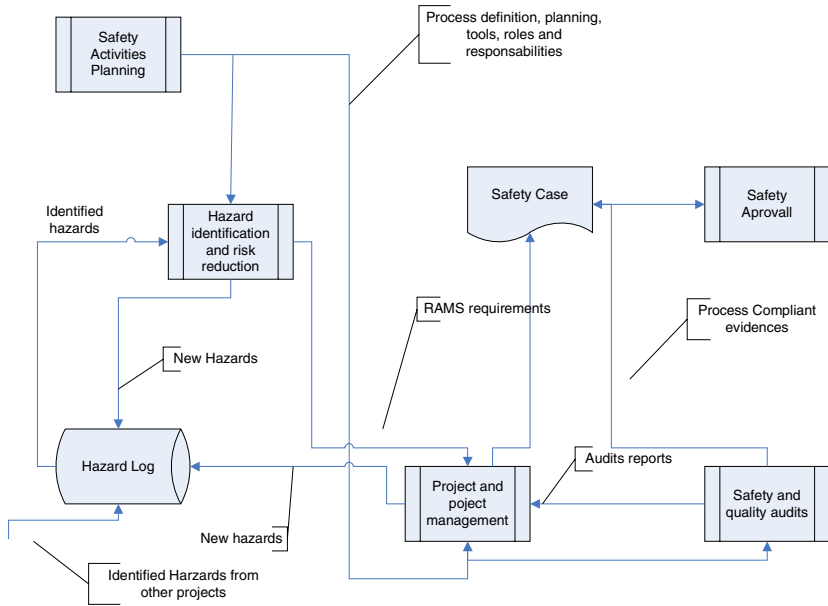 Process definition, planning,
tools, roles and
responsabilities
Safety
Activities
Planning
Safety Case
Safety
Aprovall
Identified
hazards
Hazard
identification
and risk
reduction
RAMS requirements
Process Compliant
evidences
New Hazards
Hazard Log
Audits reports
Project and
poject
management
Safety and
quality audits
New hazards
Identified Harzards from
other projects